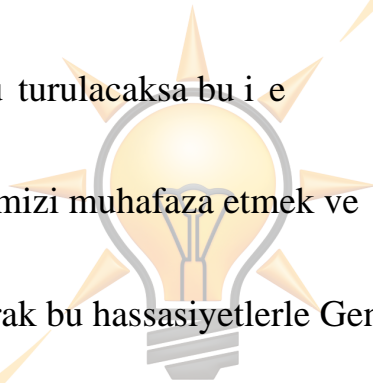 turulacaksa bu i e
mizi muhafaza etmek ve
rak bu hassasiyetlerle Ger